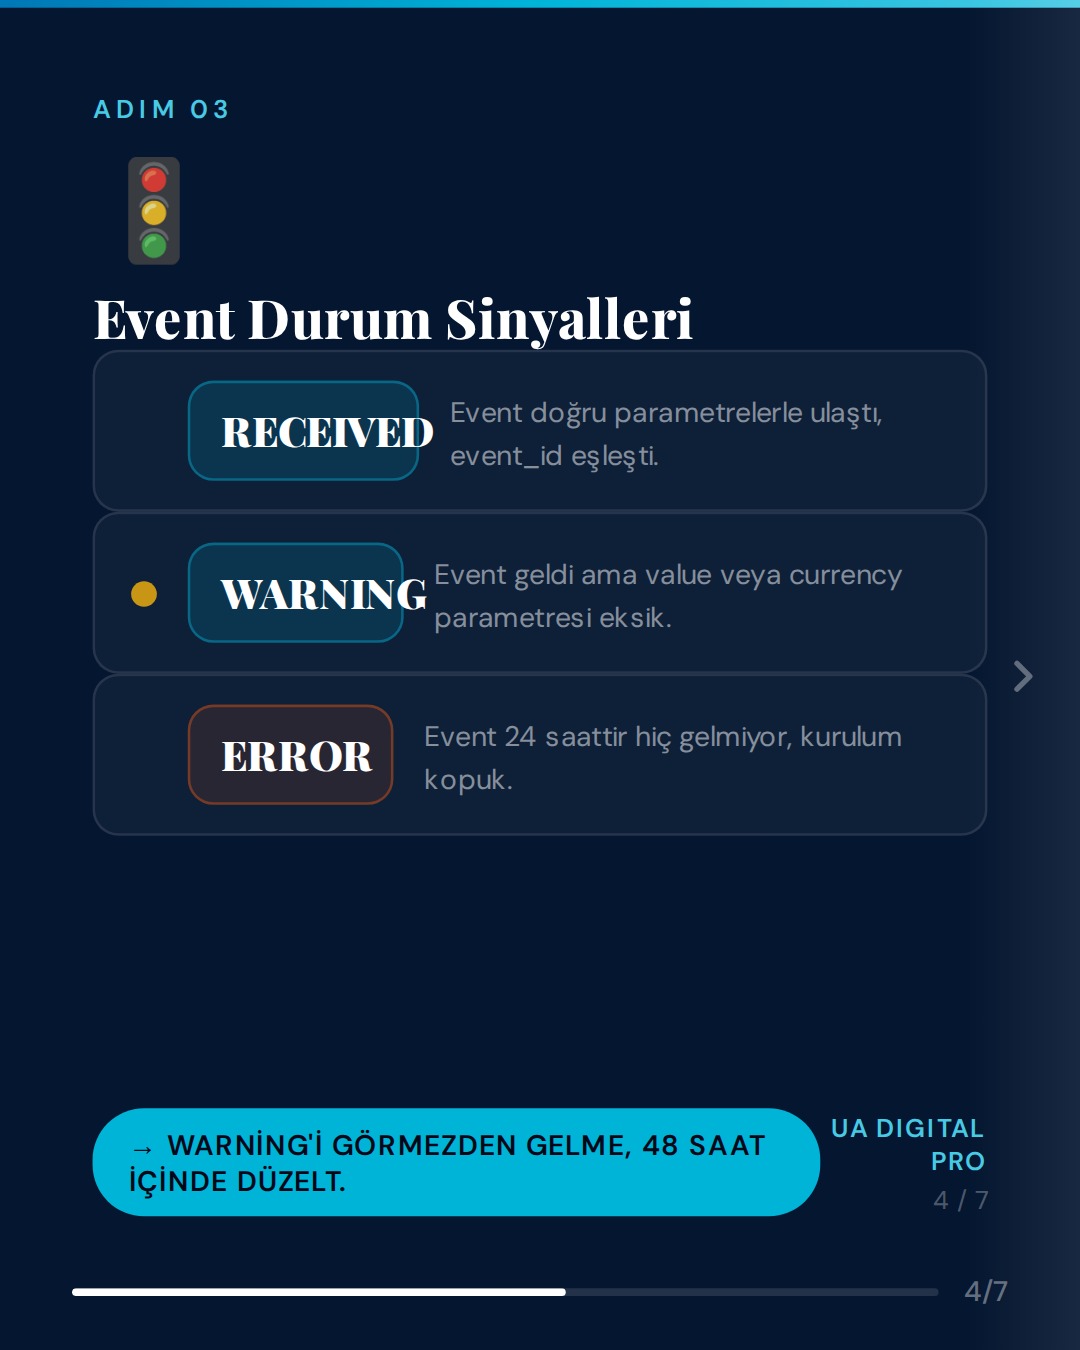 ADIM 03
Event Durum Sinyalleri
RECEIVED
Event doğru parametrelerle ulaştı,
event_id eşleşti.
WARNING
Event geldi ama value veya currency
parametresi eksik.
ERROR
Event 24 saattir hiç gelmiyor, kurulum
kopuk.
→ WARNİNG'İ GÖRMEZDEN GELME, 48 SAAT
İÇİNDE DÜZELT.
UA DIGITAL
PRO
4 / 7
4/7